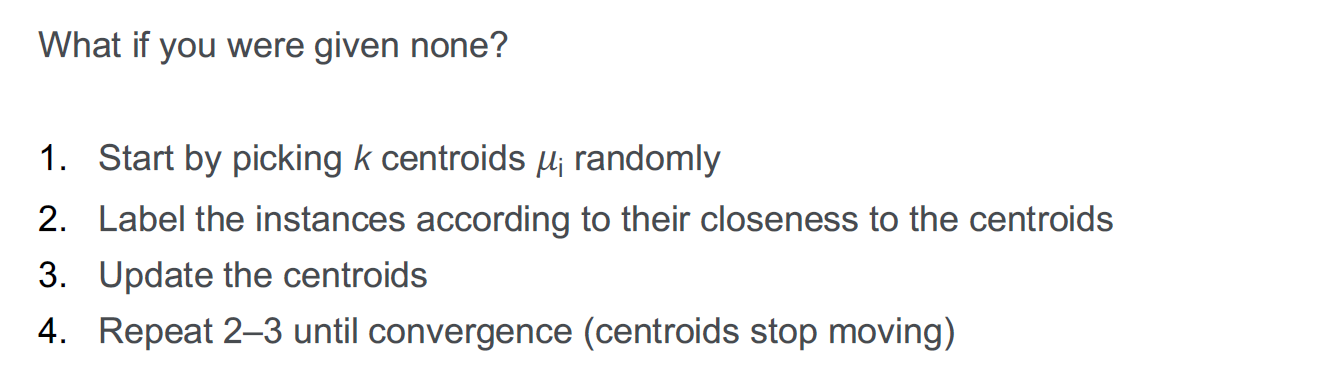 What if you were given none?
1. Start by picking k centroids μi randomly
2. Label the instances according to their closeness to the centroids
3. Update the centroids
4. Repeat 2–3 until convergence (centroids stop moving)